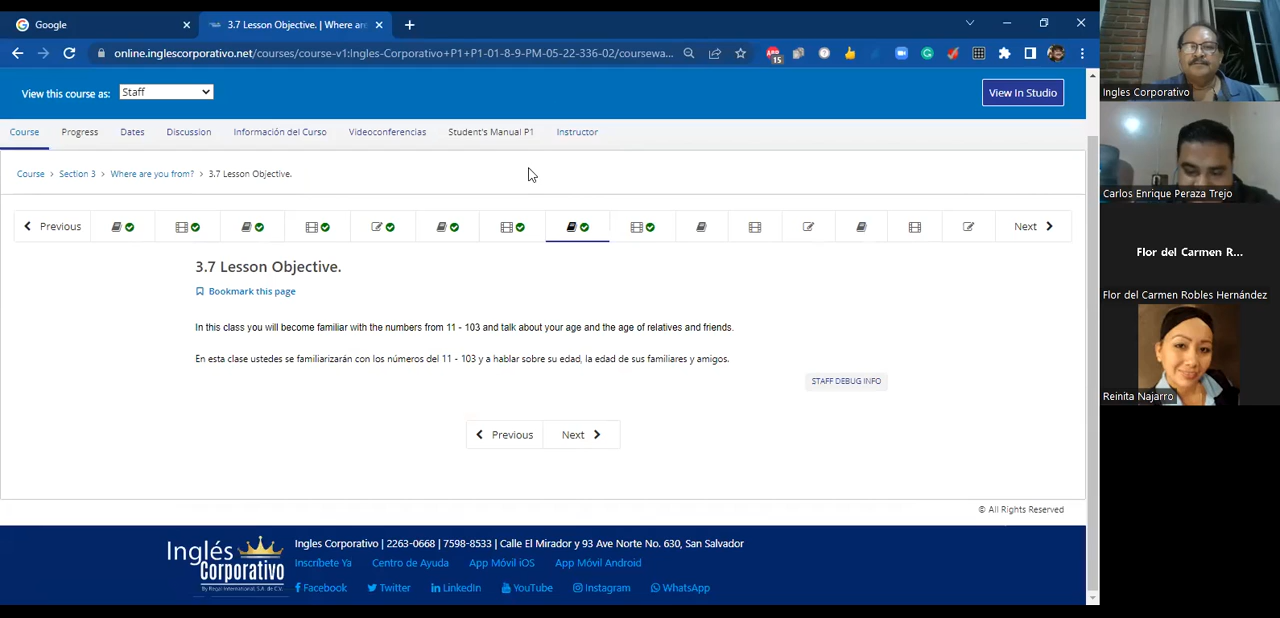 Google
3.7 Lesson Objective. | Where are
online.inglescorporativo.net/courses/course-v1:Ingles-Corporativo+P1+P1-01-8-9-PM-05-22-336-02/coursewa...
15
View this course as:
Staff
View In Studio
Course
Progress
Dates
Discussion
Información del Curso
Videoconferencias
Student's Manual P1
Instructor
Course > Section 3 > Where are you from? > 3.7 Lesson Objective.
Previous
Next
3.7 Lesson Objective.
Bookmark this page
In this class you will become familiar with the numbers from 11 - 103 and talk about your age and the age of relatives and friends.
En esta clase ustedes se familiarizarán con los números del 11 - 103 y a hablar sobre su edad, la edad de sus familiares y amigos.
STAFF DEBUG INFO
Previous
Next
© All Rights Reserved
Inglés
Corporativo
By Regal International, S.A. de C.V.
Ingles Corporativo | 2263-0668 | 7598-8533 | Calle El Mirador y 93 Ave Norte No. 630, San Salvador
Inscríbete Ya
Centro de Ayuda
App Móvil iOS
App Móvil Android
Facebook
Twitter
LinkedIn
YouTube
Instagram
WhatsApp
Ingles Corporativo
Carlos Enrique Peraza Trejo
Flor del Carmen R...
Flor del Carmen Robles Hernández
Reinita Najarro